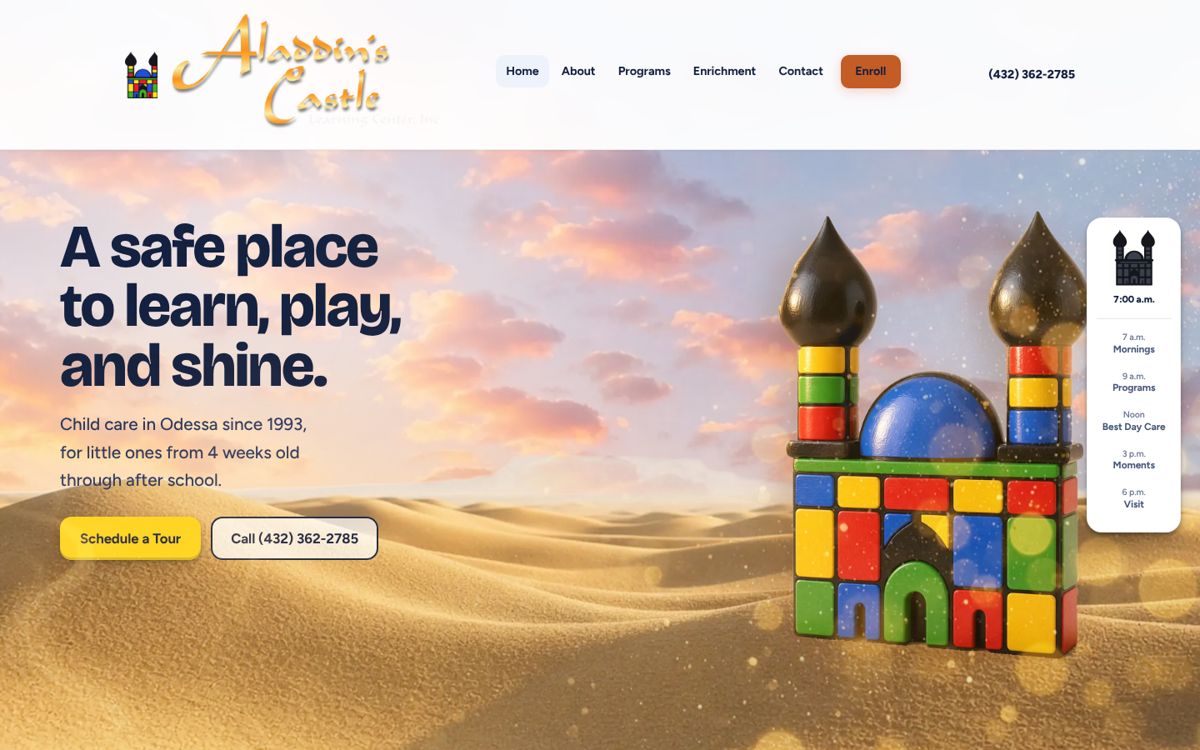 Aladdin's
Castle
Learning Center, Inc
Home
About
Programs
Enrichment
Contact
Enroll
(432) 362-2785
A safe place
to learn, play,
and shine.
Child care in Odessa since 1993,
for little ones from 4 weeks old
through after school.
Schedule a Tour
Call (432) 362-2785
7:00 a.m.
7 a.m.
Mornings
9 a.m.
Programs
Noon
Best Day Care
3 p.m.
Moments
6 p.m.
Visit